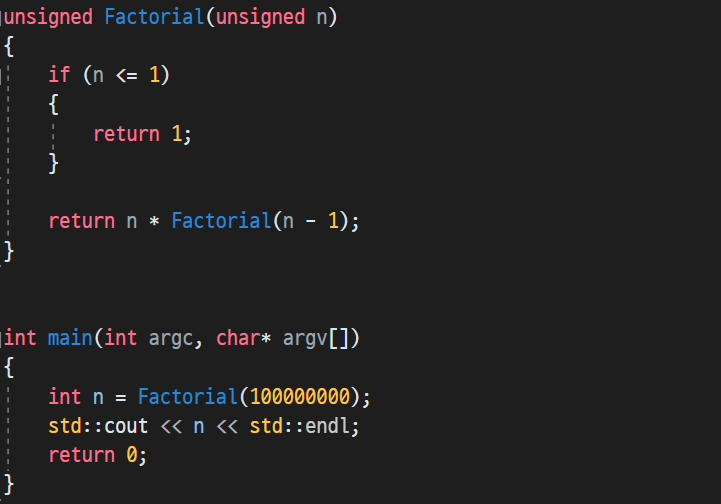 unsigned Factorial(unsigned n)
{
    if (n <= 1)
    {
        return 1;
    }

    return n * Factorial(n - 1);
}

int main(int argc, char* argv[])
{
    int n = Factorial(100000000);
    std::cout << n << std::endl;
    return 0;
}